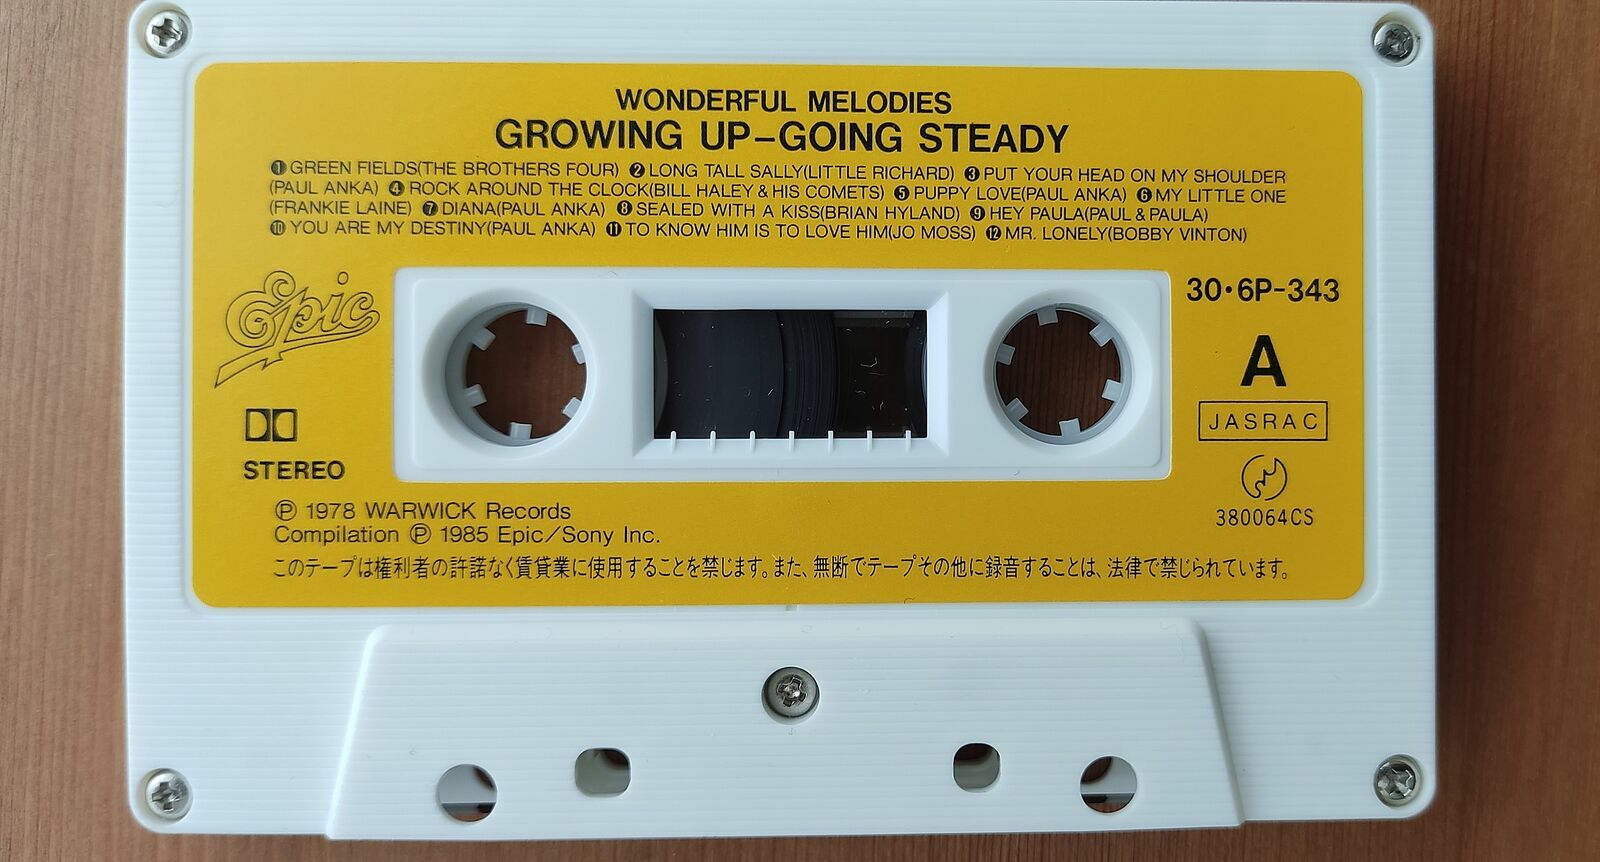 WONDERFUL MELODIES
GROWING UP–GOING STEADY
❶GREEN FIELDS(THE BROTHERS FOUR) ❷LONG TALL SALLY(LITTLE RICHARD) ❸PUT YOUR HEAD ON MY SHOULDER
(PAUL ANKA) ❹ROCK AROUND THE CLOCK(BILL HALEY & HIS COMETS) ❺PUPPY LOVE(PAUL ANKA) ❻MY LITTLE ONE
(FRANKIE LAINE) ❼DIANA(PAUL ANKA) ❽SEALED WITH A KISS(BRIAN HYLAND) ❾HEY PAULA(PAUL & PAULA)
❿YOU ARE MY DESTINY(PAUL ANKA) ⓫TO KNOW HIM IS TO LOVE HIM(JO MOSS) ⓬MR. LONELY(BOBBY VINTON)
Epic
30・6P-343
A
JASRAC
STEREO
380064CS
Ⓟ 1978 WARWICK Records
Compilation Ⓟ 1985 Epic/Sony Inc.
このテープは権利者の許諾なく賃貸業に使用することを禁じます。また、無断でテープその他に録音することは、法律で禁じられています。